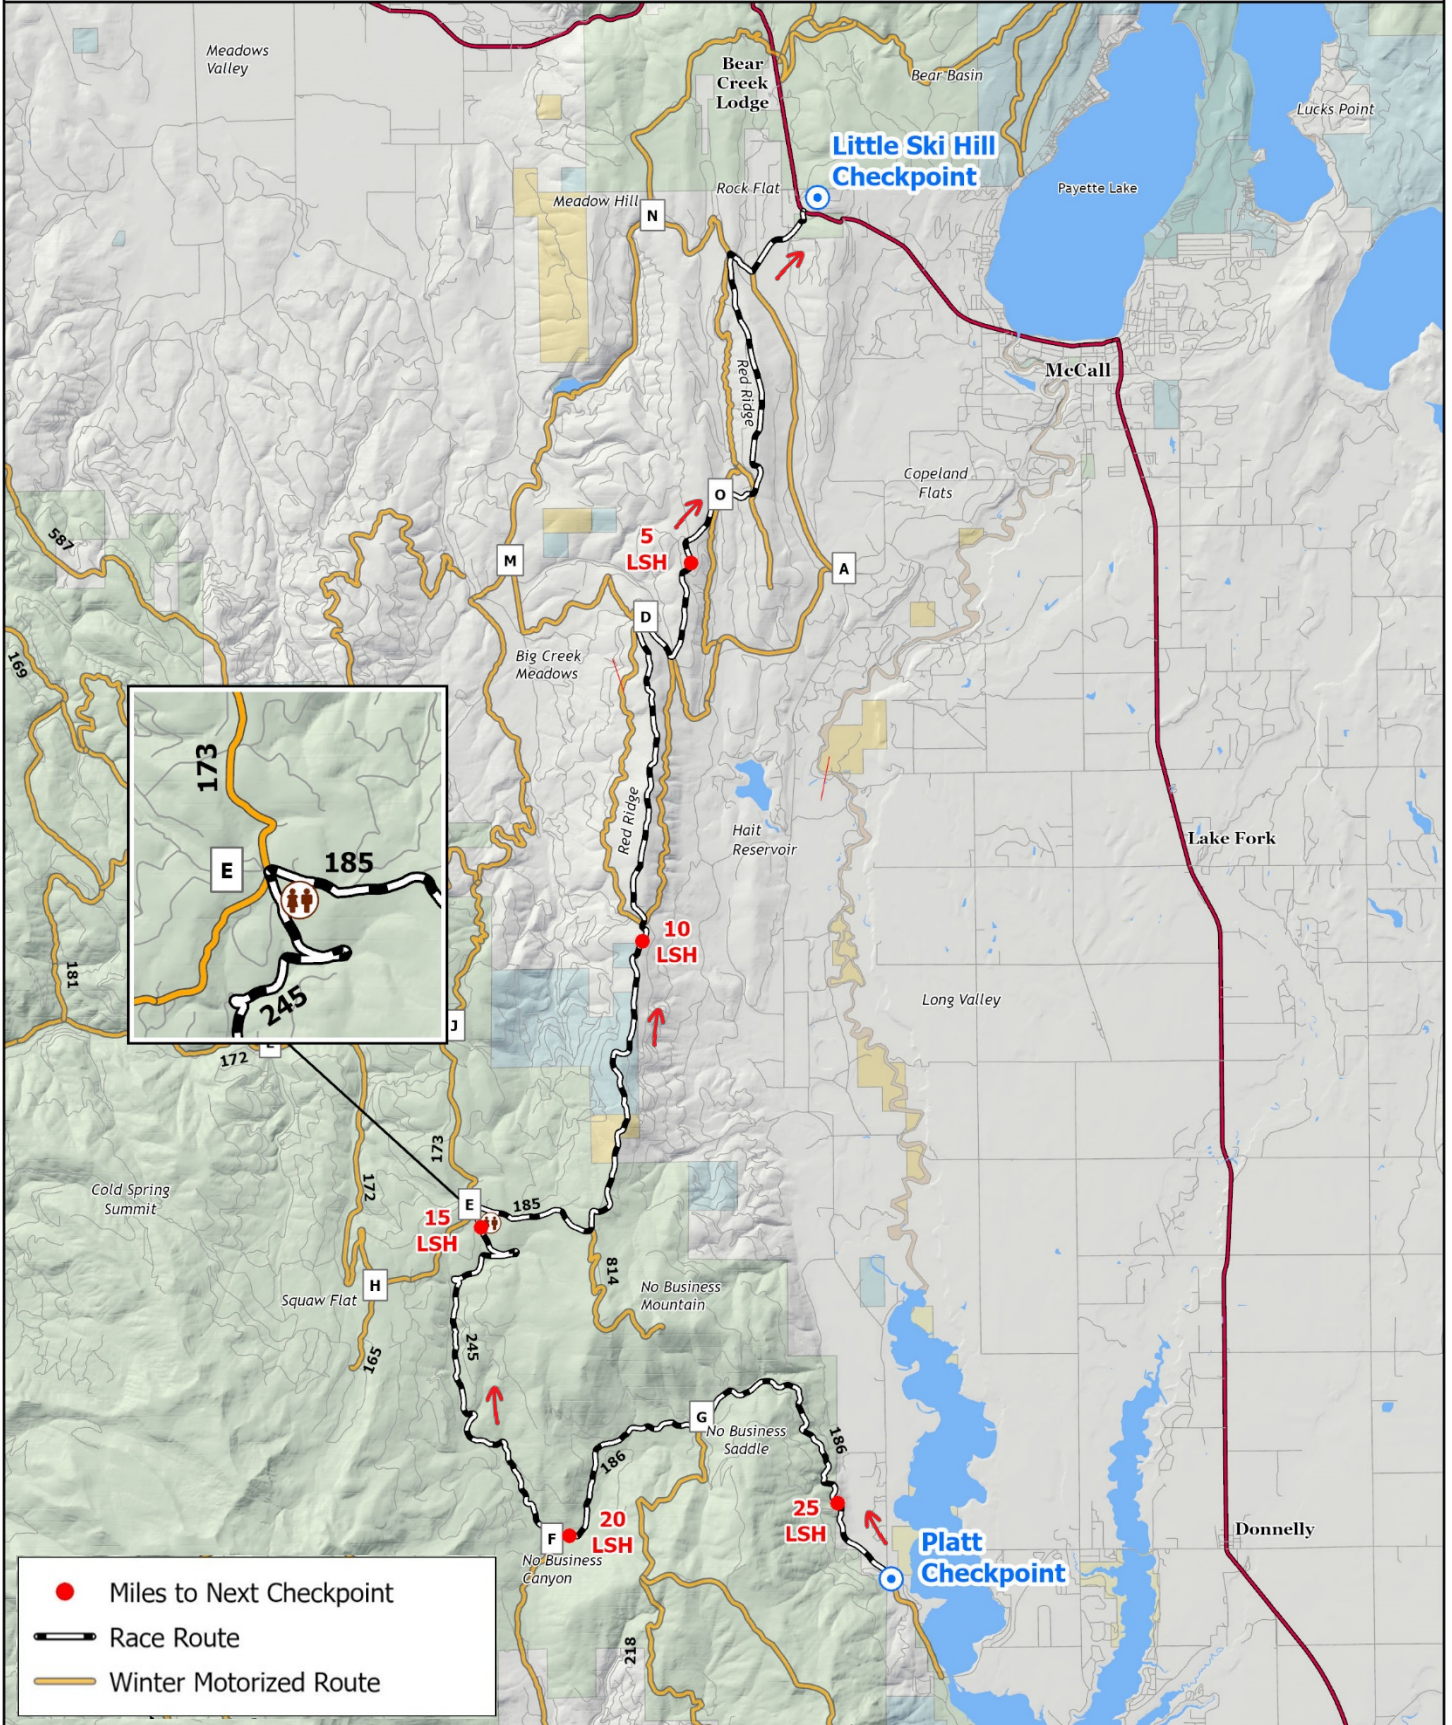 Meadows
Valley
Bear
Creek
Lodge
Bear Basin
Lucks Point
Little Ski Hill
Checkpoint
Payette Lake
Meadow Hill
Rock Flat
N
McCall
Red Ridge
Copeland
Flats
O
587
5
LSH
M
A
D
169
Big Creek
Meadows
173
E
185
245
Red Ridge
Hait
Reservoir
Lake Fork
10
LSH
181
Long Valley
J
172
173
Cold Spring
Summit
172
E
185
15
LSH
814
H
Squaw Flat
No Business
Mountain
165
245
G
No Business
Saddle
186
186
25
LSH
20
LSH
F
No Business
Canyon
Platt
Checkpoint
Donnelly
218
Miles to Next Checkpoint
Race Route
Winter Motorized Route